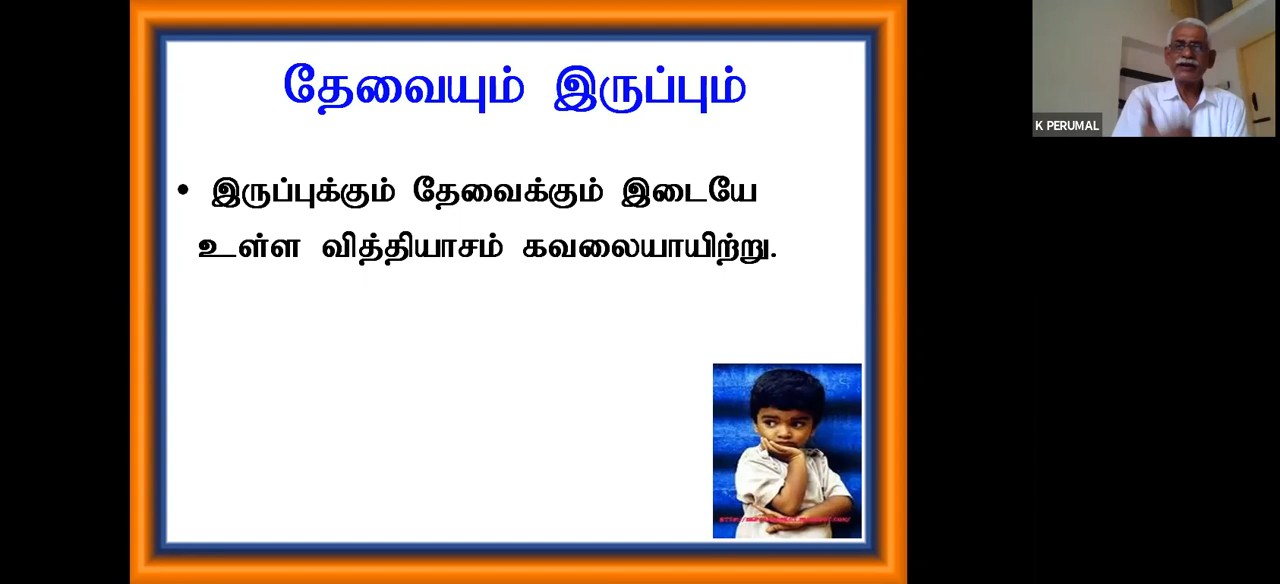 தேவையும் இருப்பும்
• இருப்புக்கும் தேவைக்கும் இடையே
உள்ள வித்தியாசம் கவலையாயிற்று.
K PERUMAL